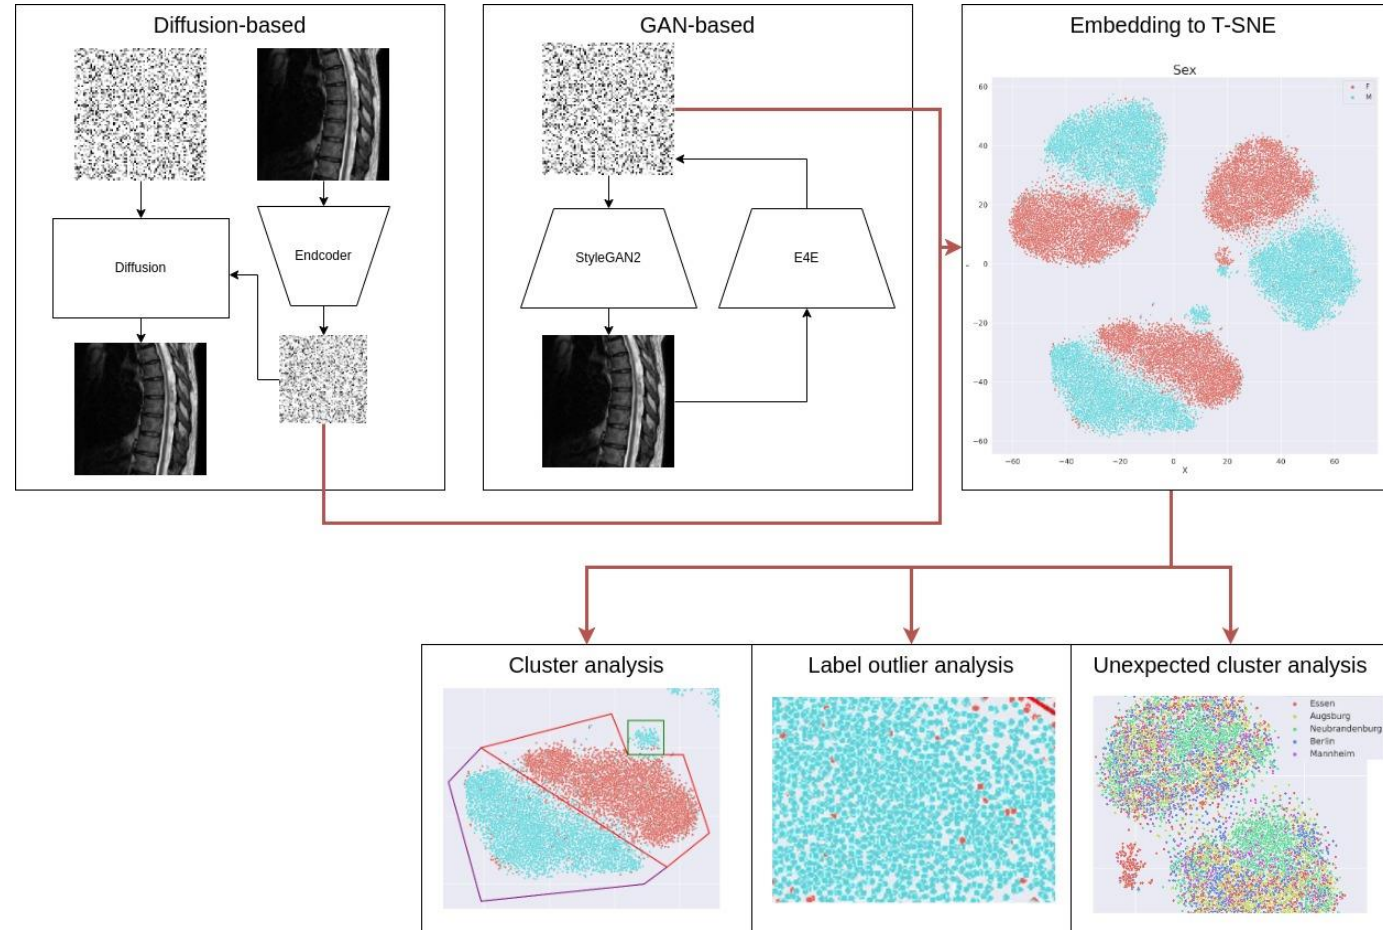 Diffusion-based
GAN-based
Embedding to T-SNE
Diffusion
Endcoder
StyleGAN2
E4E
Sex
F
M
60
40
20
0
−20
−40
−60
−60
−40
−20
0
20
40
60
X
Cluster analysis
Label outlier analysis
Unexpected cluster analysis
Essen
Augsburg
Neubrandenburg
Berlin
Mannheim